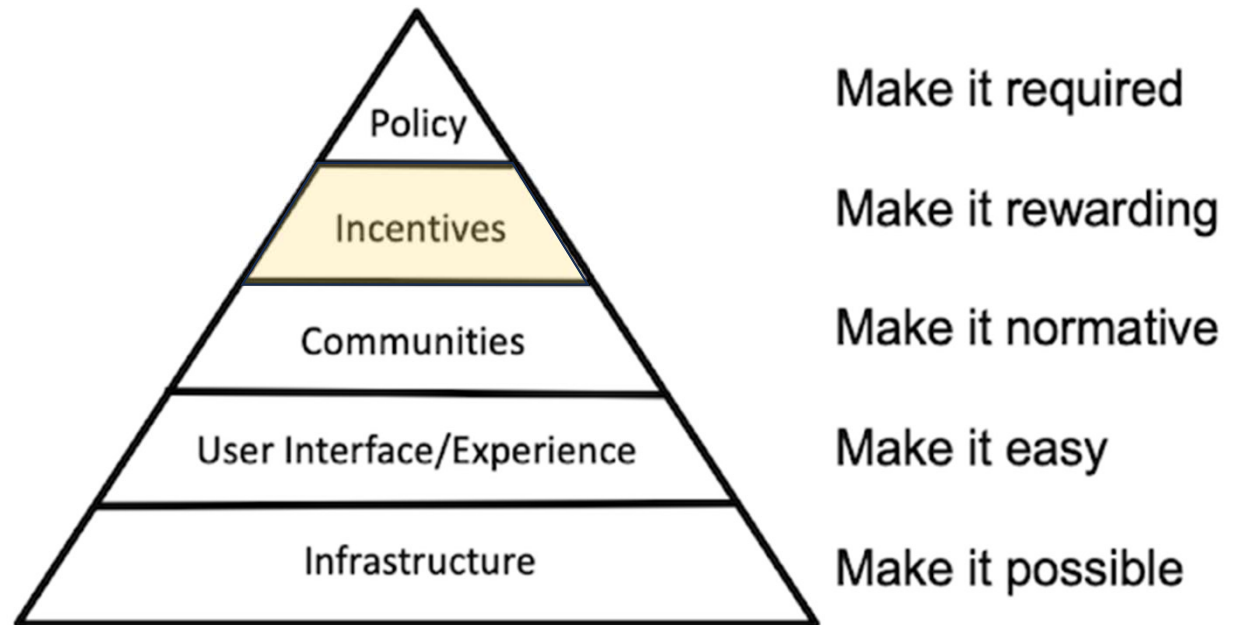 Policy
Make it required
Incentives
Make it rewarding
Communities
Make it normative
User Interface/Experience
Make it easy
Infrastructure
Make it possible